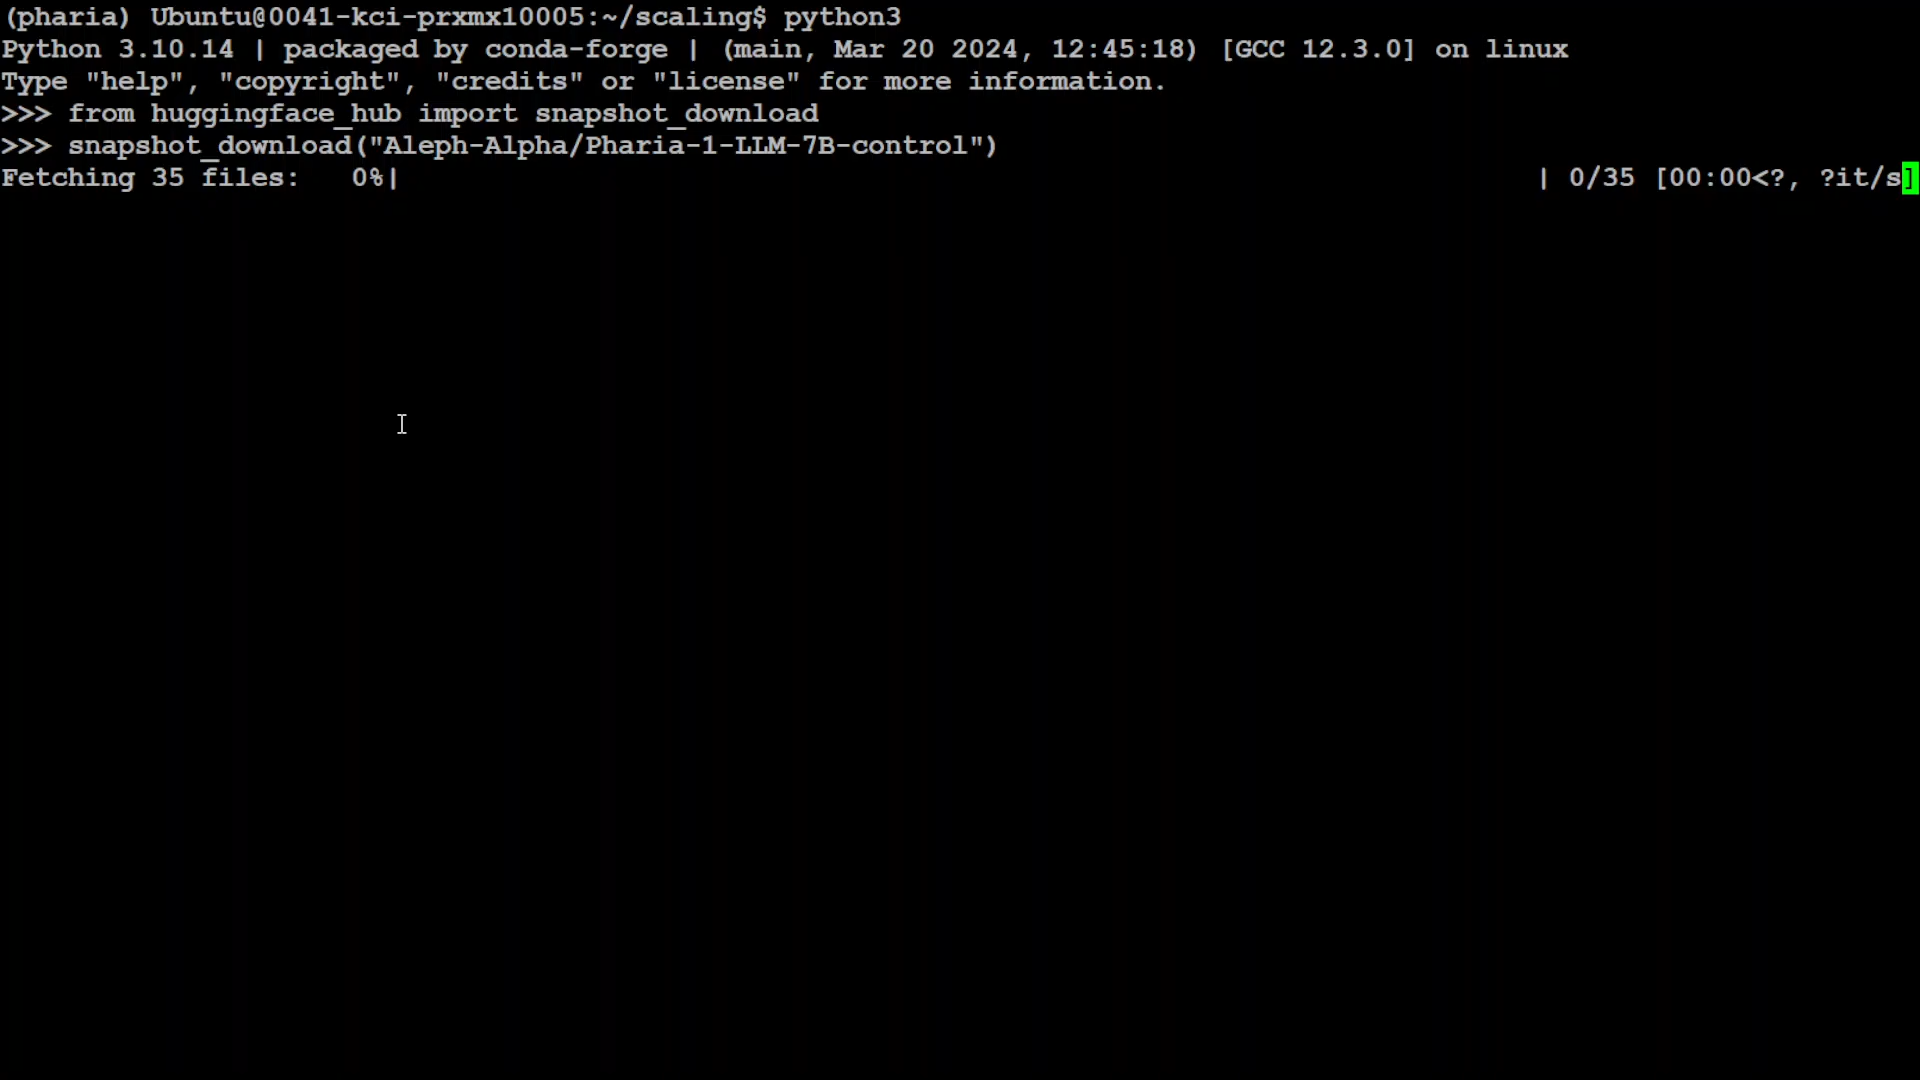 (pharia) Ubuntu@0041-kci-prxmx10005:~/scaling$ python3
Python 3.10.14 | packaged by conda-forge | (main, Mar 20 2024, 12:45:18) [GCC 12.3.0] on linux
Type "help", "copyright", "credits" or "license" for more information.
>>> from huggingface_hub import snapshot_download
>>> snapshot_download("Aleph-Alpha/Pharia-1-LLM-7B-control")
Fetching 35 files:   0%|                                                                    | 0/35 [00:00<?, ?it/s]